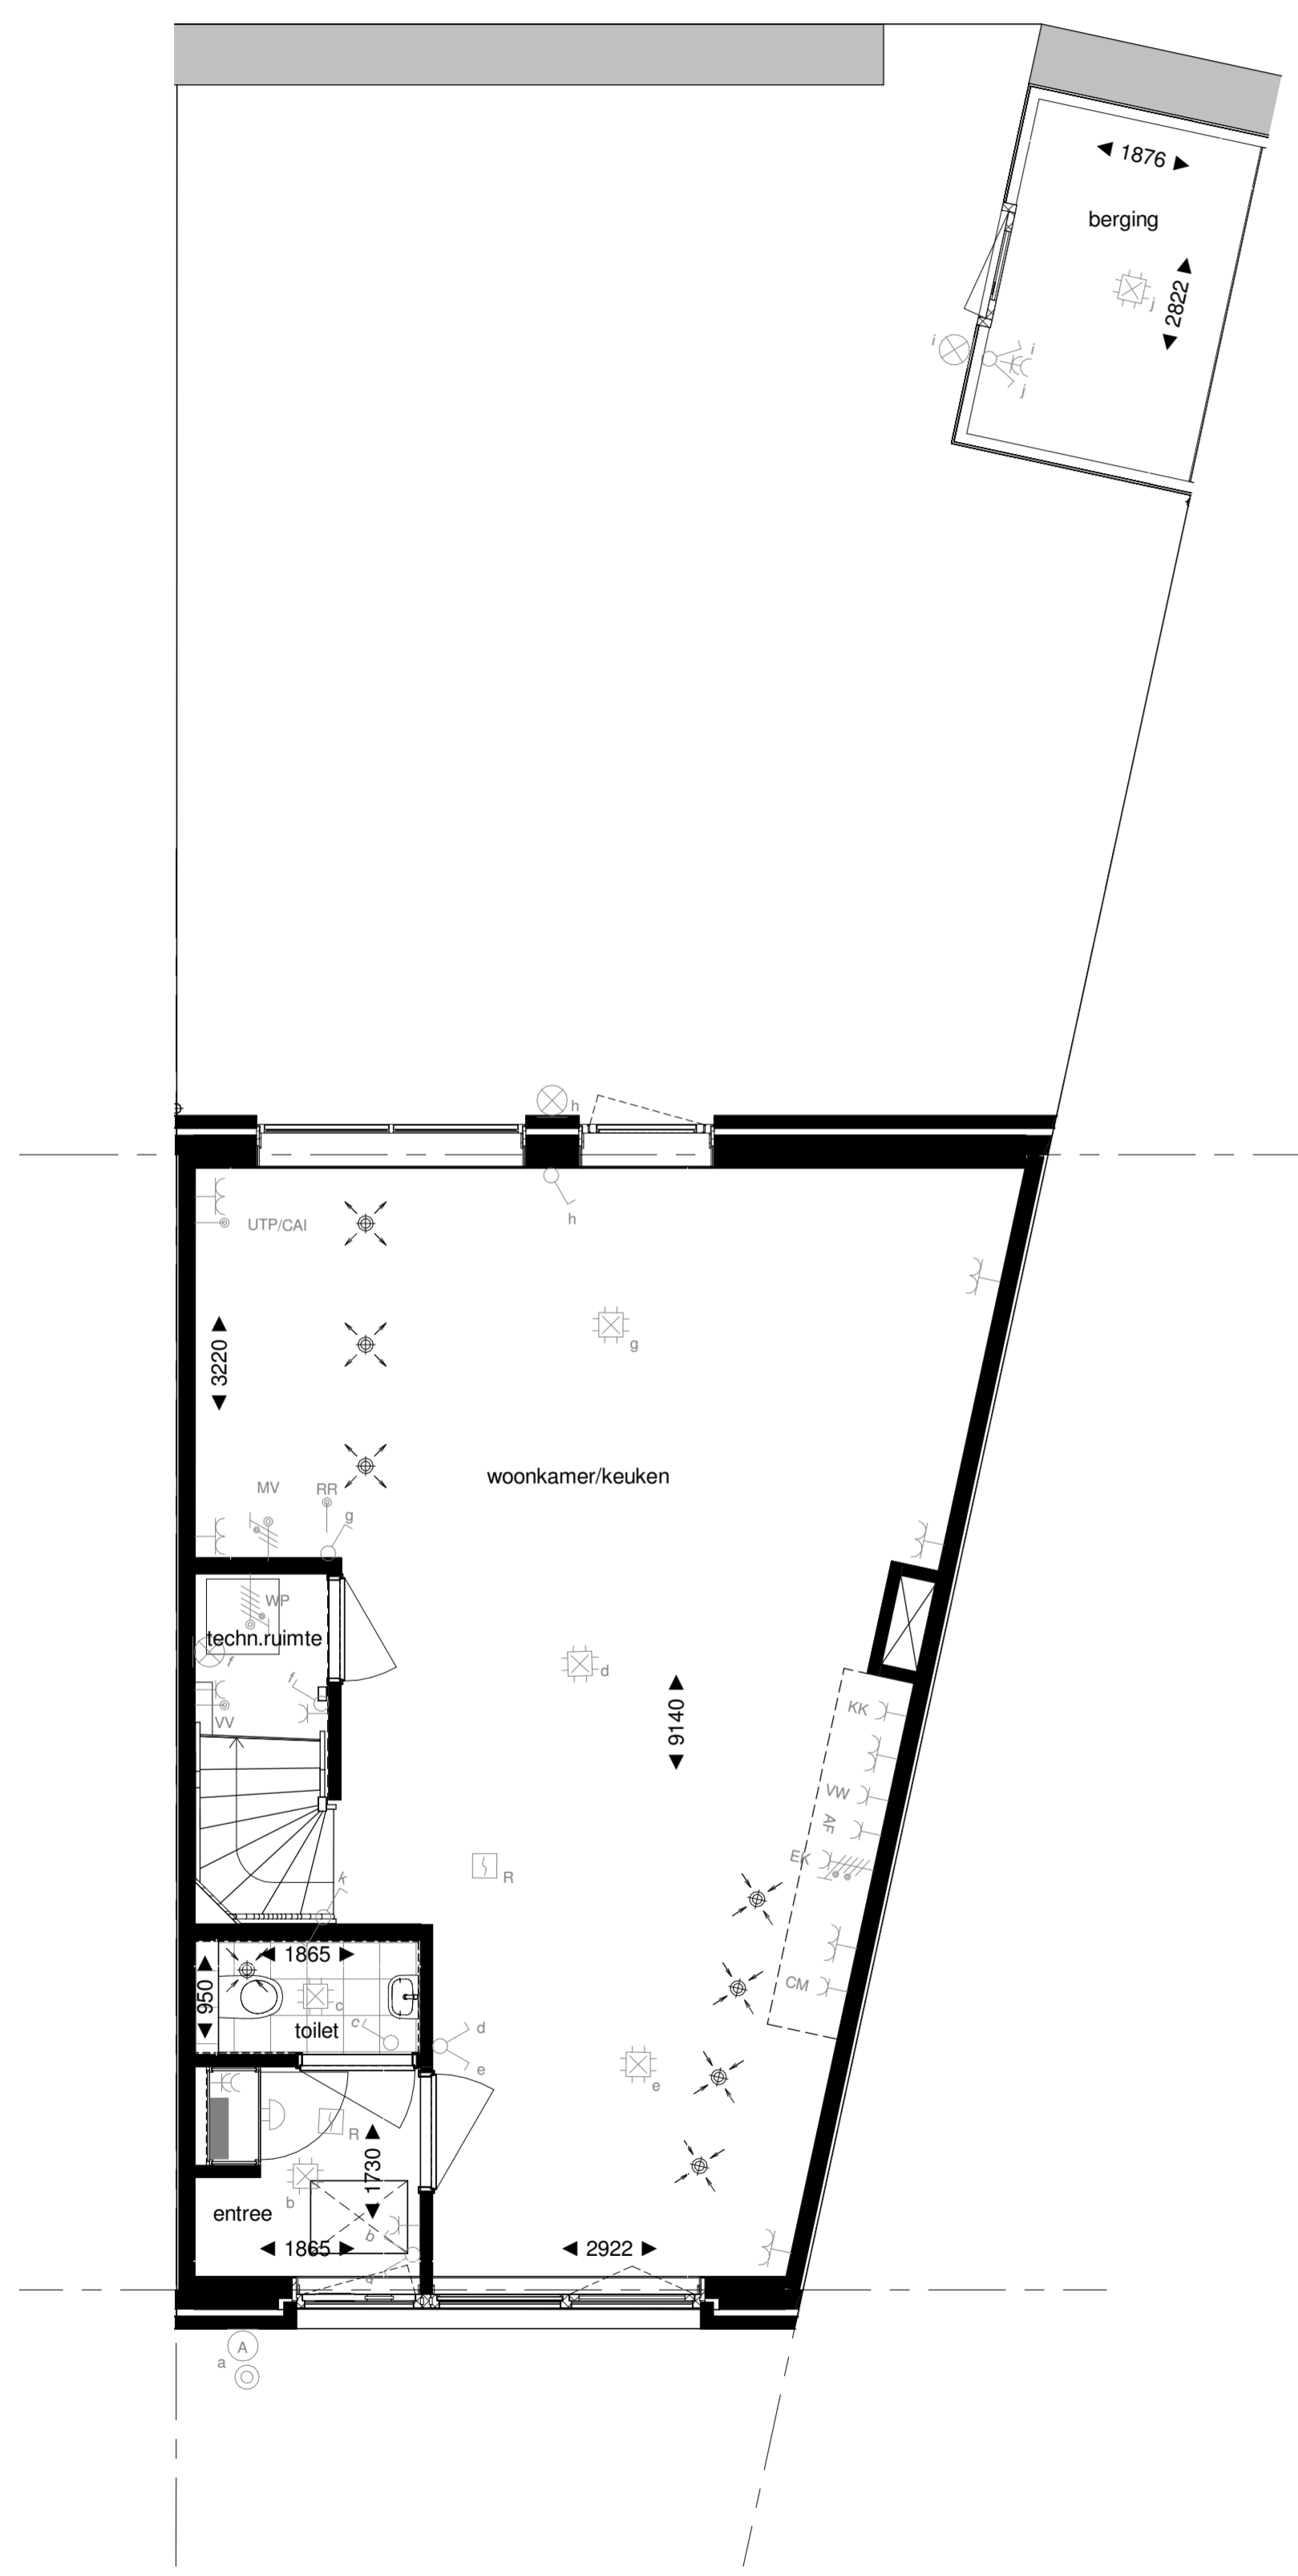 1876
berging
2822
j
i
i
j
h
UTP/CAI
h
3220
g
woonkamer/keuken
MV
RR
g
WP
techn.ruimte
f
f
d
9140
KK
VV
VW
AF
EK
k
R
1865
950
c
CM
toilet
c
d
e
e
R
1730
b
entree
b
1865
2922
a
A
a